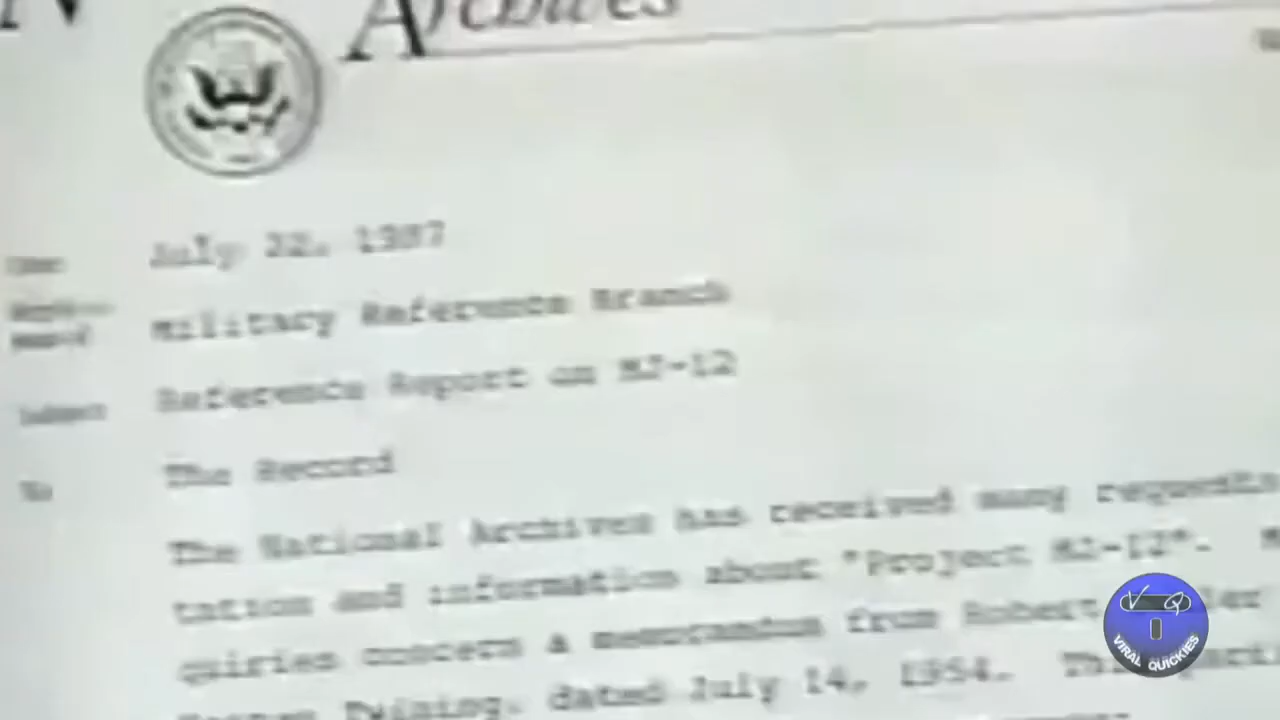 Archives
July 22, 1987
Military Reference Branch
Reference Report on MJ-12
The Record
The National Archives has received many requests
tation and information about "Project MJ-12".
quiries concern a memorandum from Robert
Twining, dated July 14, 1954.
VQ
VIRAL QUICKIES